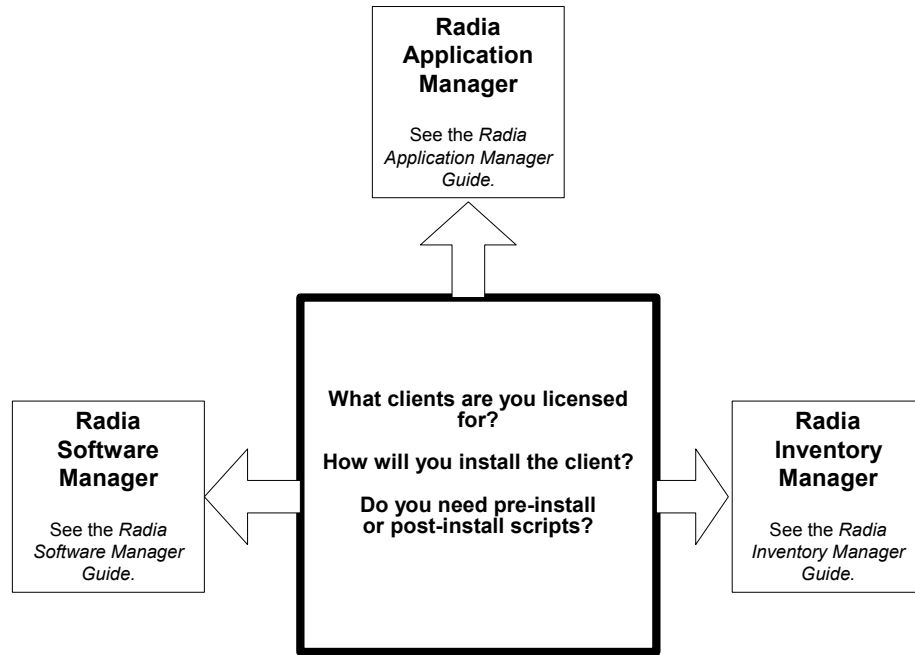 Radia
Application
Manager
See the Radia
Application Manager
Guide.
What clients are you licensed
for?
How will you install the client?
Do you need pre-install
or post-install scripts?
Radia
Software
Manager
See the Radia
Software Manager
Guide.
Radia
Inventory
Manager
See the Radia
Inventory Manager
Guide.